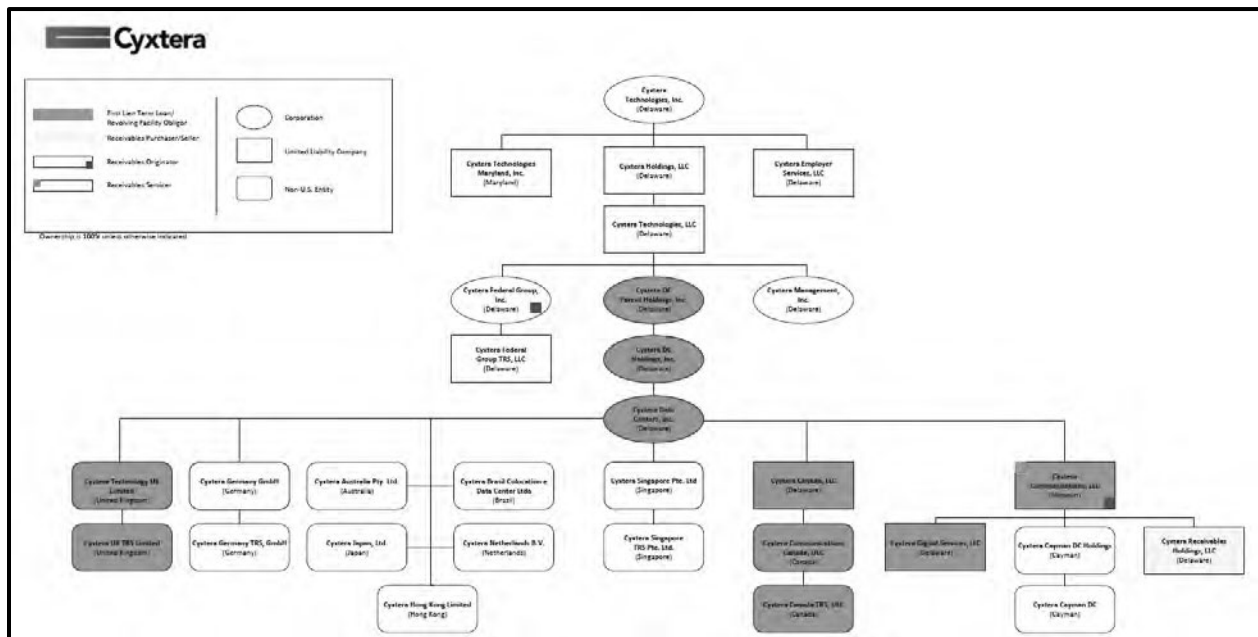 Cyxtera
First Lien Term Loan/
Revolving Facility Obligor
Receivables Purchaser/Seller
Receivables Originator
Receivables Servicer
Corporation
Limited Liability Company
Non-U.S. Entity
Ownership is 100% unless otherwise indicated
Cyxtera
Technologies, Inc.
(Delaware)
Cyxtera Technologies
Maryland, Inc.
(Maryland)
Cyxtera Holdings, LLC
(Delaware)
Cyxtera Employer
Services, LLC
(Delaware)
Cyxtera Technologies, LLC
(Delaware)
Cyxtera Federal Group,
Inc.
(Delaware)
Cyxtera DC
Parent Holdings, Inc.
(Delaware)
Cyxtera Management,
Inc.
(Delaware)
Cyxtera Federal
Group TRS, LLC
(Delaware)
Cyxtera DC
Holdings, Inc.
(Delaware)
Cyxtera Data
Centers, Inc.
(Delaware)
Cyxtera Technology UK
Limited
(United Kingdom)
Cyxtera Germany GmbH
(Germany)
Cyxtera Australia Pty. Ltd.
(Australia)
Cyxtera Brasil Colocation e
Data Center Ltda.
(Brazil)
Cyxtera Singapore Pte. Ltd
(Singapore)
Cyxtera Canada, LLC
(Delaware)
Cyxtera
Communications, LLC
(Missouri)
Cyxtera UK TRS Limited
(United Kingdom)
Cyxtera Germany TRS, GmbH
(Germany)
Cyxtera Japan, Ltd.
(Japan)
Cyxtera Netherlands B.V.
(Netherlands)
Cyxtera Singapore
TRS Pte. Ltd.
(Singapore)
Cyxtera Communications
Canada, ULC
(Canada)
Cyxtera Digital Services, LLC
(Delaware)
Cyxtera Cayman DC Holdings
(Cayman)
Cyxtera Receivables
Holdings, LLC
(Delaware)
Cyxtera Hong Kong Limited
(Hong Kong)
Cyxtera Canada TRS, ULC
(Canada)
Cyxtera Cayman DC
(Cayman)